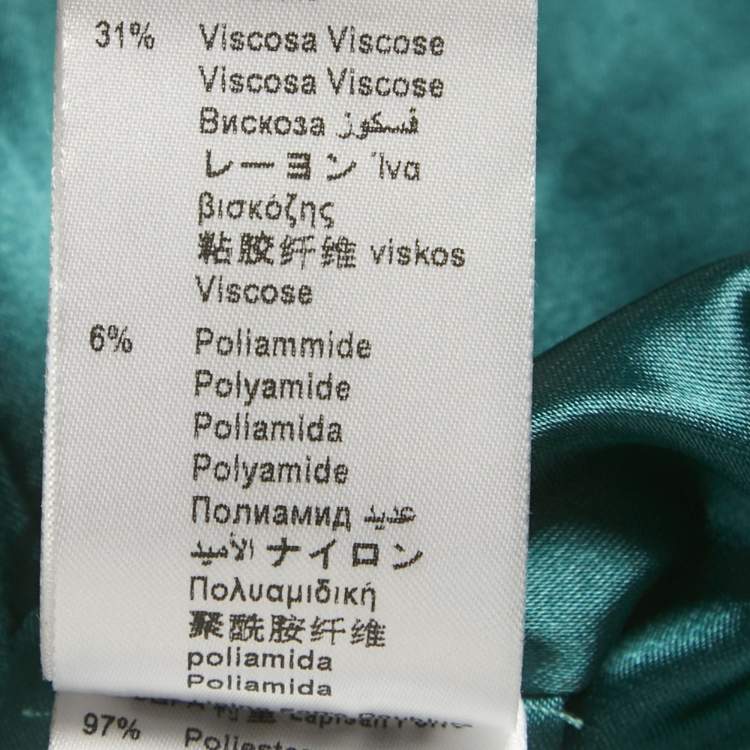 31% Viscosa Viscose
Viscosa Viscose
Вискоза فسكوز
レーヨン Ίνα
βισκόζης
粘胶纤维 viskos
Viscose
6% Poliammide
Polyamide
Poliamida
Polyamide
Полиамид عديد
الأميد ナイロン
Πολυαμιδική
聚酰胺纤维
poliamida
Poliamida
97%